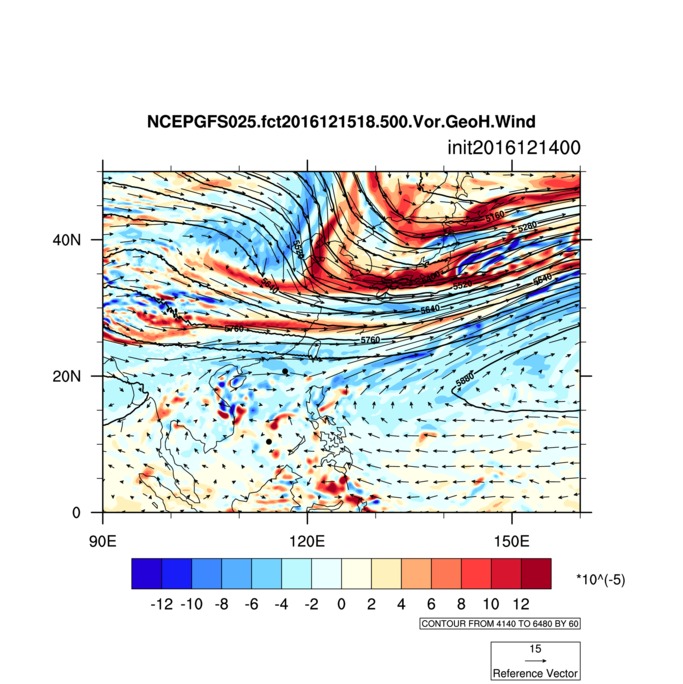 NCEPGFS025.fct2016121518.500.Vor.GeoH.Wind
init2016121400
5160
5280
40N
5520
5640
5640
5760
5760
20N
5880
0
90E 120E 150E
-12 -10 -8 -6 -4 -2 0 2 4 6 8 10 12 *10^(-5)
CONTOUR FROM 4140 TO 6480 BY 60
15
Reference Vector